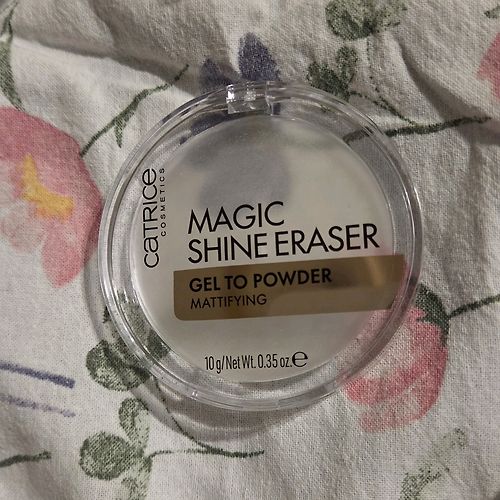 CATRICE
COSMETICS
MAGIC
SHINE ERASER
GEL TO POWDER
MATTIFYING
10 g/Net Wt. 0.35 oz.℮